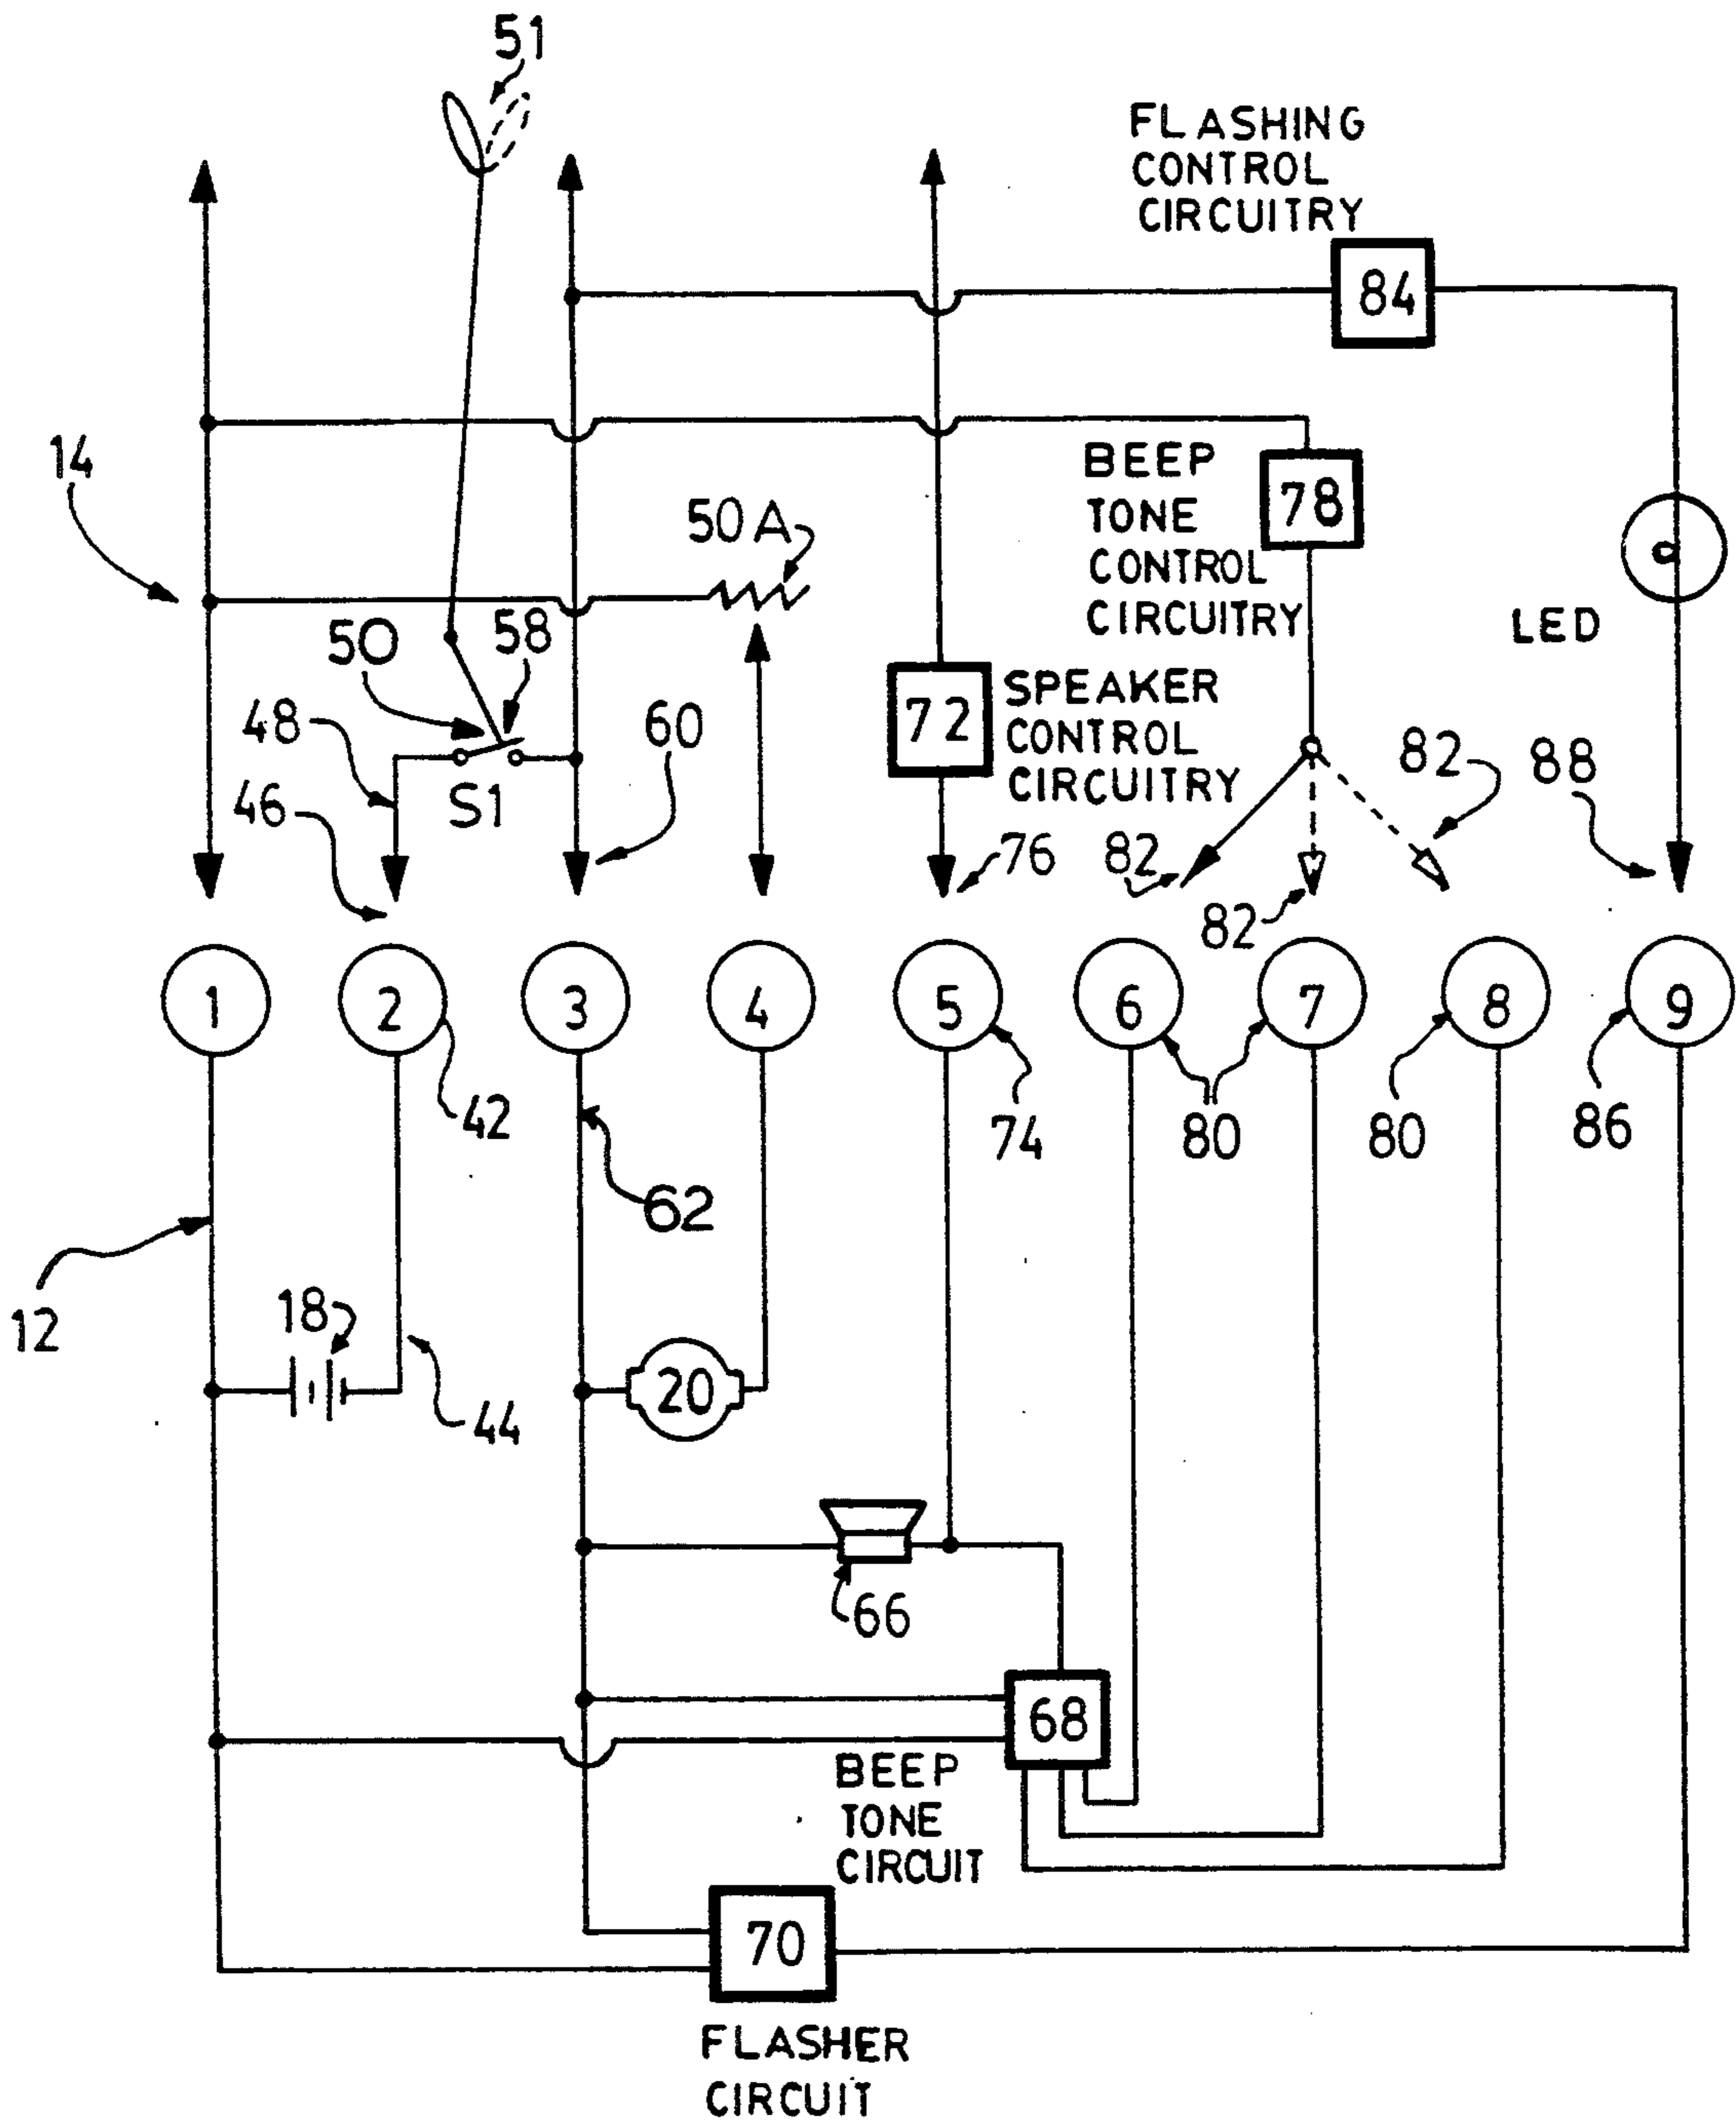 51
FLASHING
CONTROL
CIRCUITRY
84
14
50A
BEEP
TONE
CONTROL
CIRCUITRY
78
LED
50
58
48
46
S1
60
72
SPEAKER
CONTROL
CIRCUITRY
76
82
82
82
88
1
2
3
4
5
6
7
8
9
42
74
80
80
86
62
12
18
44
20
66
68
BEEP
TONE
CIRCUIT
70
FLASHER
CIRCUIT